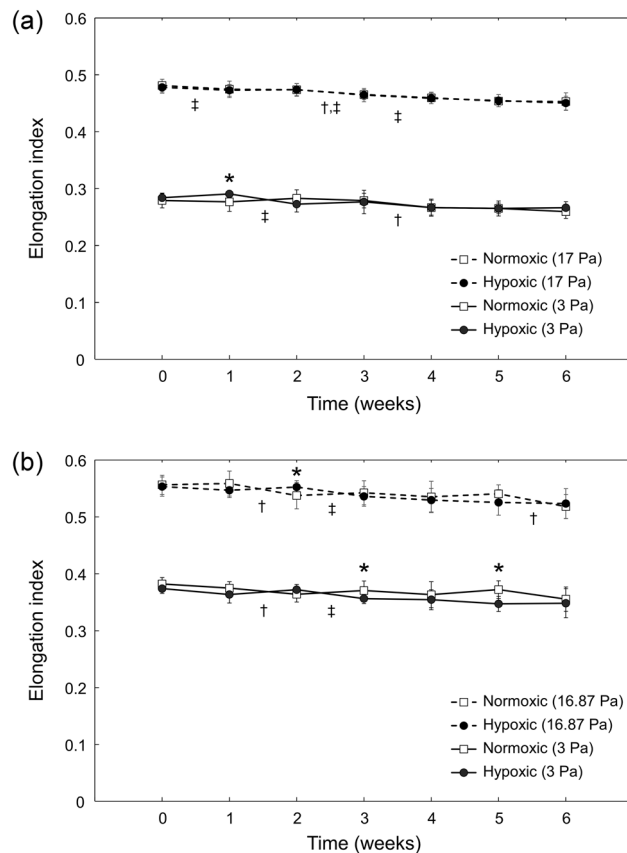 (a)
0.6
0.5
‡
†,‡
‡
0.4
Elongation index
*
0.3
‡
†
0.2
Normoxic (17 Pa)
Hypoxic (17 Pa)
0.1
Normoxic (3 Pa)
Hypoxic (3 Pa)
0
0 1 2 3 4 5 6
Time (weeks)
(b)
0.6
*
0.5
†
‡
†
*
*
0.4
Elongation index
†
‡
0.3
0.2
Normoxic (16.87 Pa)
Hypoxic (16.87 Pa)
0.1
Normoxic (3 Pa)
Hypoxic (3 Pa)
0
0 1 2 3 4 5 6
Time (weeks)